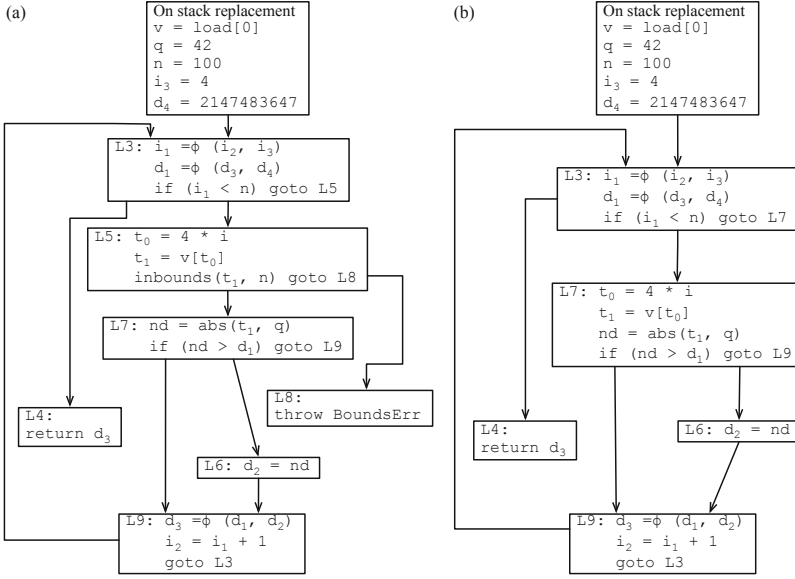 (a)
On stack replacement
v = load[0]
q = 42
n = 100
i₃ = 4
d₄ = 2147483647
L3: i₁ =ϕ (i₂, i₃)
d₁ =ϕ (d₃, d₄)
if (i₁ < n) goto L5
L5: t₀ = 4 * i
t₁ = v[t₀]
inbounds(t₁, n) goto L8
L7: nd = abs(t₁, q)
if (nd > d₁) goto L9
L8:
throw BoundsErr
L4:
return d₃
L6: d₂ = nd
L9: d₃ =ϕ (d₁, d₂)
i₂ = i₁ + 1
goto L3
(b)
On stack replacement
v = load[0]
q = 42
n = 100
i₃ = 4
d₄ = 2147483647
L3: i₁ =ϕ (i₂, i₃)
d₁ =ϕ (d₃, d₄)
if (i₁ < n) goto L7
L7: t₀ = 4 * i
t₁ = v[t₀]
nd = abs(t₁, q)
if (nd > d₁) goto L9
L4:
return d₃
L6: d₂ = nd
L9: d₃ =ϕ (d₁, d₂)
i₂ = i₁ + 1
goto L3